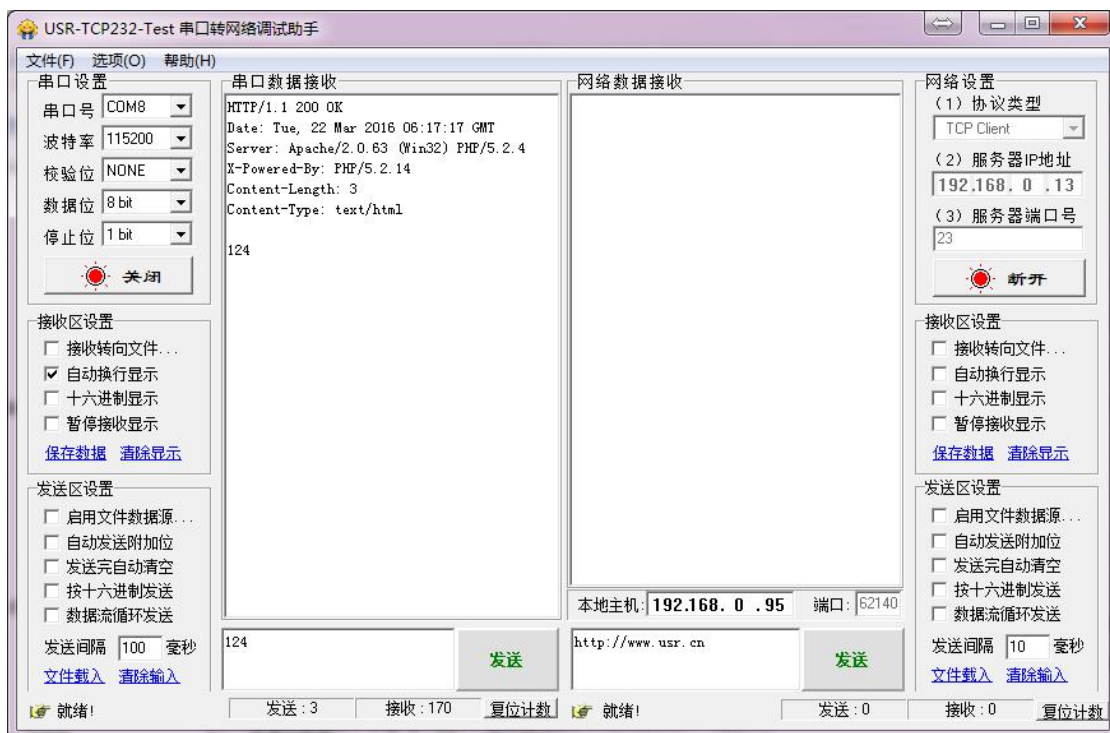 USR-TCP232-Test 串口转网络调试助手
文件(F) 选项(O) 帮助(H)
串口设置
串口号 COM8
波特率 115200
校验位 NONE
数据位 8 bit
停止位 1 bit
关闭
接收区设置
接收转向文件...
自动换行显示
十六进制显示
暂停接收显示
保存数据 清除显示
发送区设置
启用文件数据源...
自动发送附加位
发送完自动清空
按十六进制发送
数据流循环发送
发送间隔 100 毫秒
文件载入 清除输入
就绪!
串口数据接收
HTTP/1.1 200 OK
Date: Tue, 22 Mar 2016 06:17:17 GMT
Server: Apache/2.0.63 (Win32) PHP/5.2.4
X-Powered-By: PHP/5.2.14
Content-Length: 3
Content-Type: text/html
124
124
发送
发送:3 接收:170 复位计数
网络数据接收
本地主机: 192.168. 0 .95 端口: 62140
http://www.usr.cn
发送
就绪! 发送:0 接收:0 复位计数
网络设置
(1) 协议类型
TCP Client
(2) 服务器IP地址
192.168. 0 .13
(3) 服务器端口号
23
断开
接收区设置
接收转向文件...
自动换行显示
十六进制显示
暂停接收显示
保存数据 清除显示
发送区设置
启用文件数据源...
自动发送附加位
发送完自动清空
按十六进制发送
数据流循环发送
发送间隔 10 毫秒
文件载入 清除输入